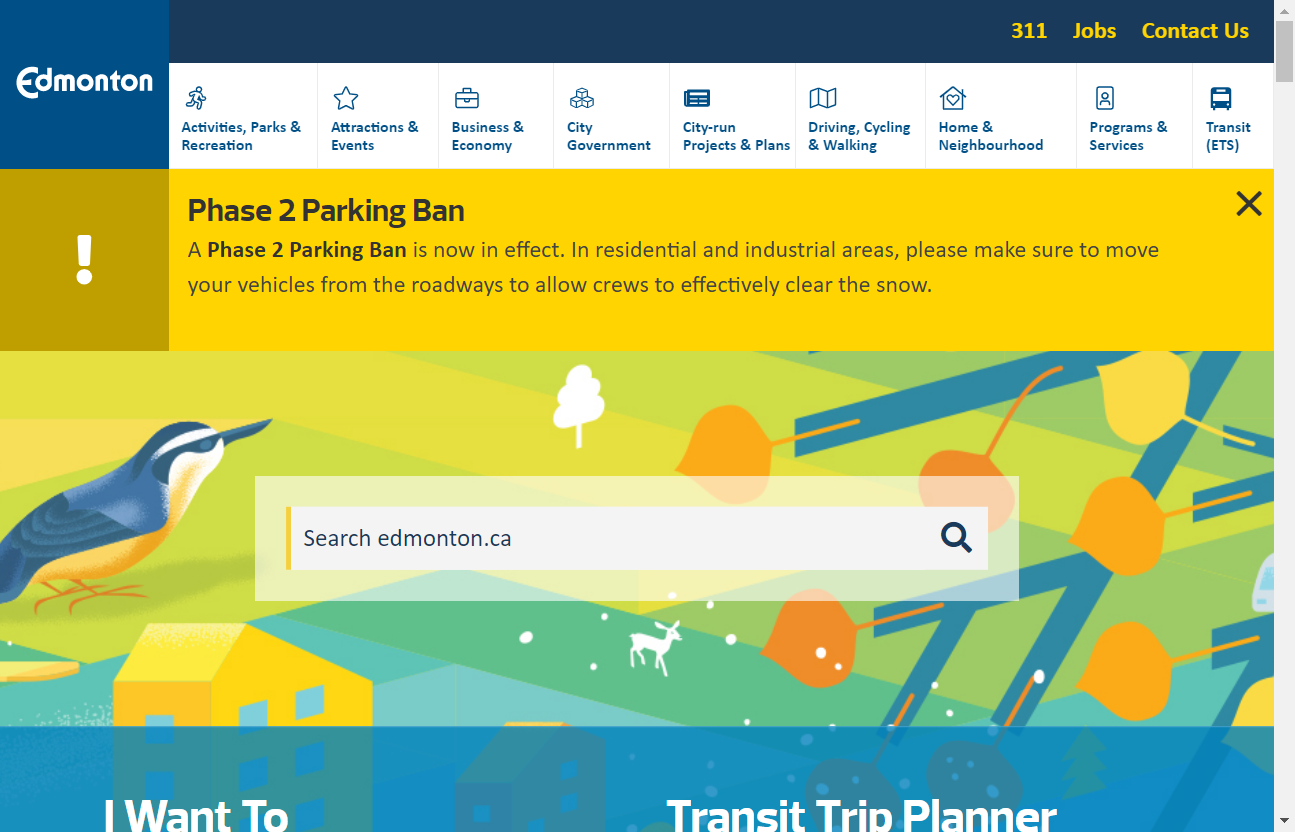 311 Jobs Contact Us
Edmonton
Activities, Parks &
Recreation
Attractions &
Events
Business &
Economy
City
Government
City-run
Projects & Plans
Driving, Cycling
& Walking
Home &
Neighbourhood
Programs &
Services
Transit
(ETS)
!
Phase 2 Parking Ban
A Phase 2 Parking Ban is now in effect. In residential and industrial areas, please make sure to move
your vehicles from the roadways to allow crews to effectively clear the snow.
Search edmonton.ca
I Want To
Transit Trip Planner